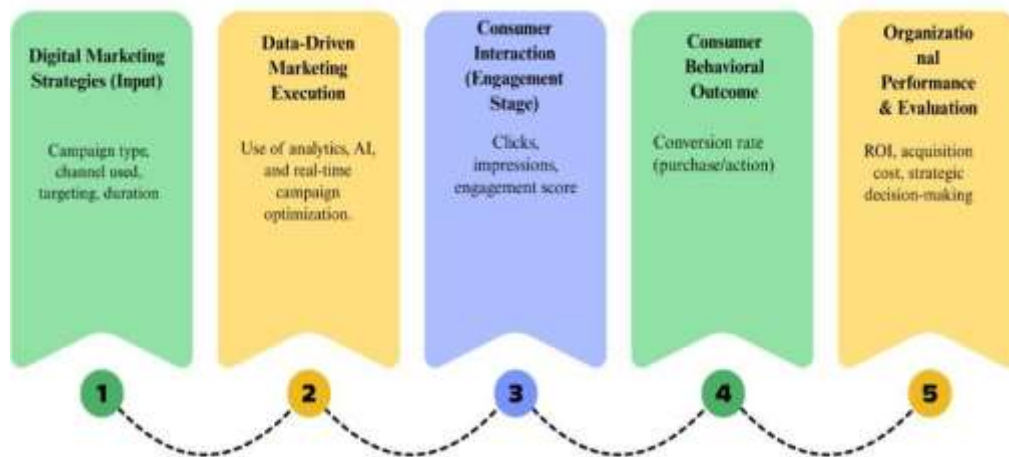 Digital Marketing
Strategies (Input)
Campaign type,
channel used,
targeting, duration
Data-Driven
Marketing
Execution
Use of analytics, AI,
and real-time
campaign
optimization.
Consumer
Interaction
(Engagement
Stage)
Clicks,
impressions,
engagement score
Consumer
Behavioral
Outcome
Conversion rate
(purchase/action)
Organizatio
nal
Performance
& Evaluation
ROI, acquisition
cost, strategic
decision-making
1
2
3
4
5